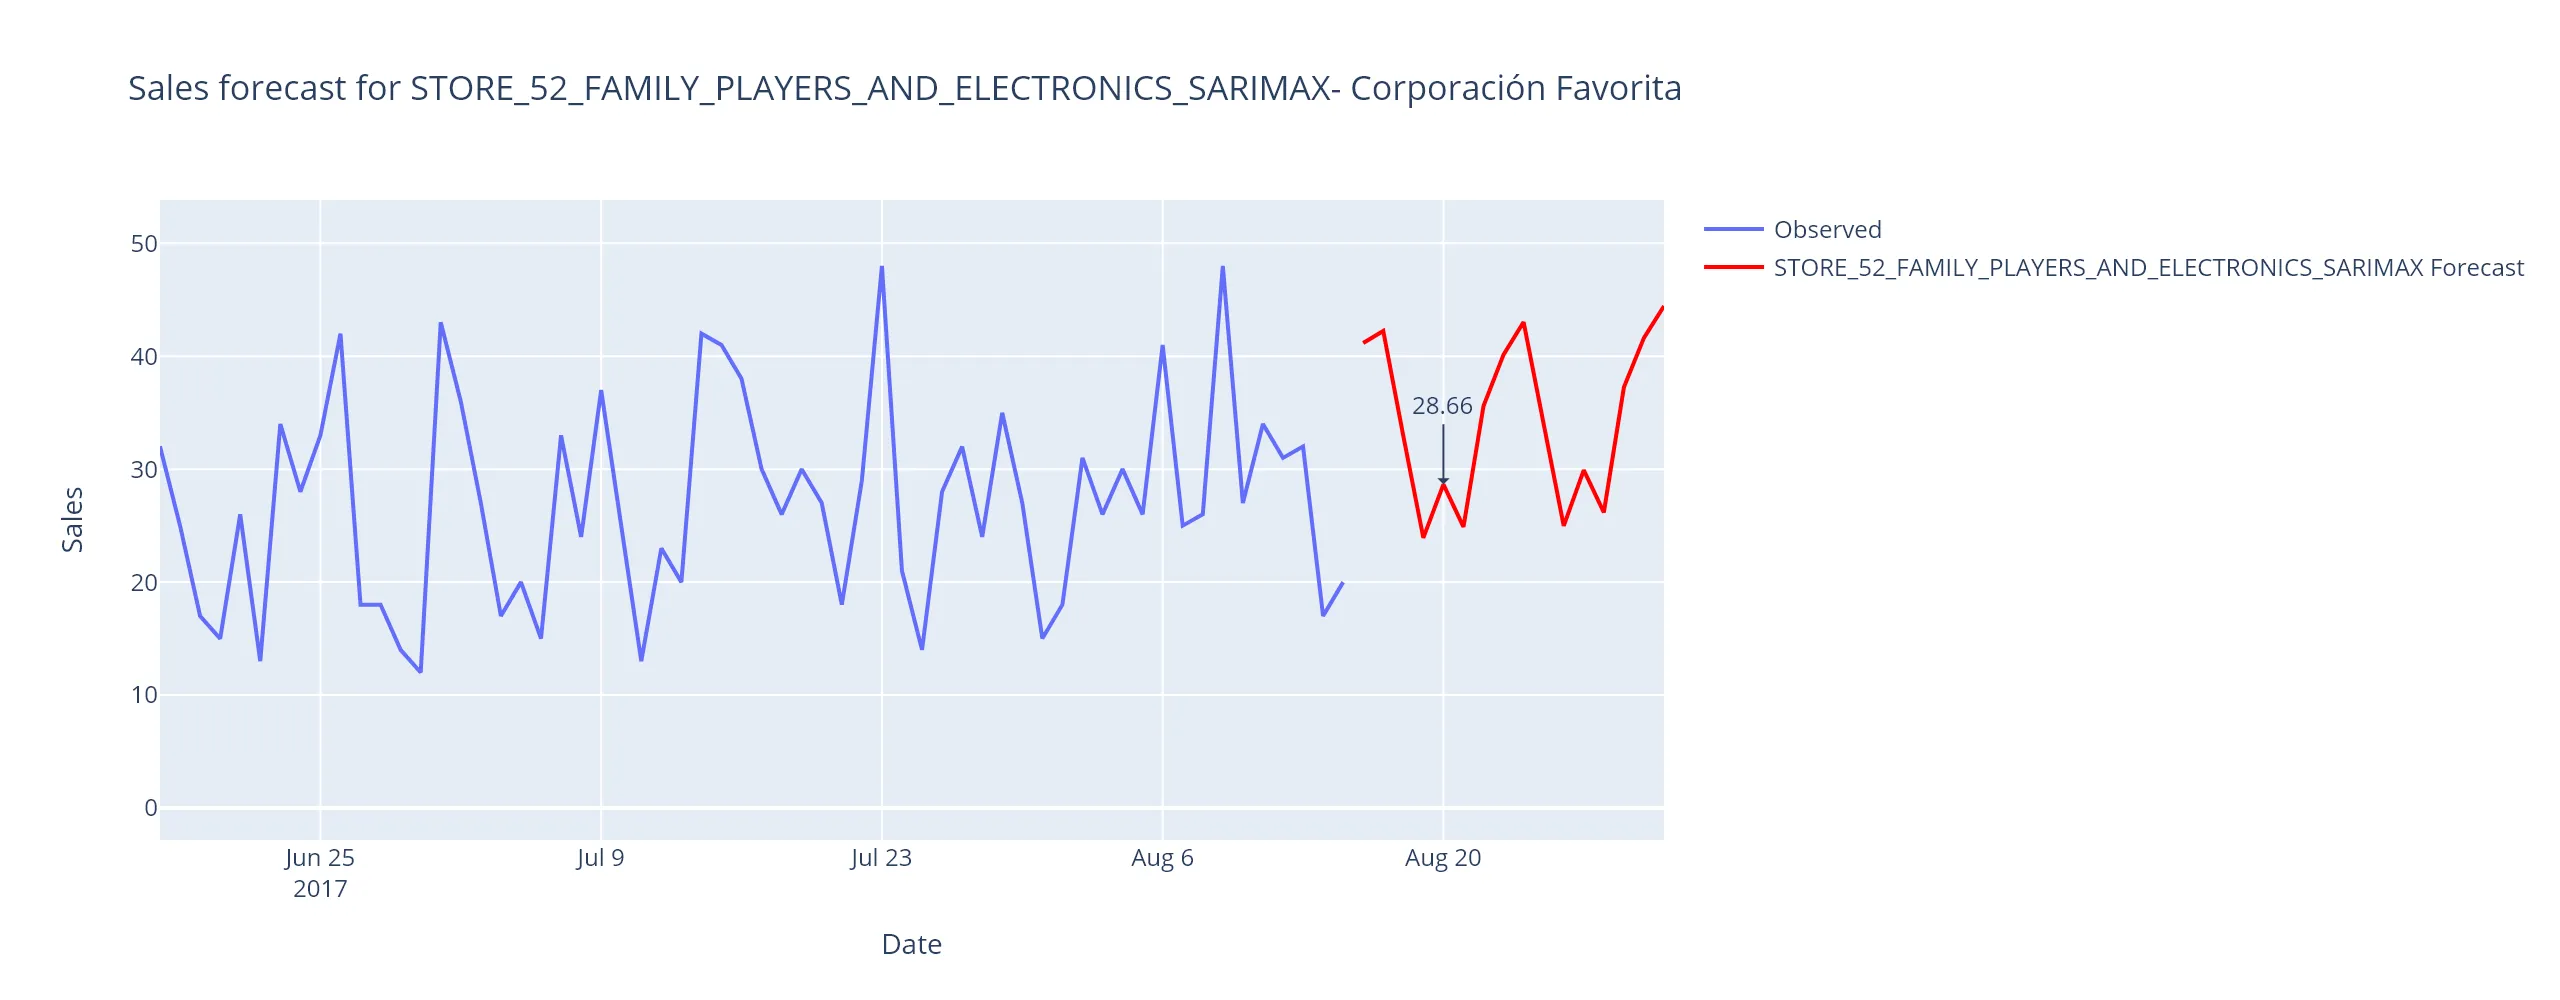 Sales forecast for STORE_52_FAMILY_PLAYERS_AND_ELECTRONICS_SARIMAX- Corporación Favorita
Observed
STORE_52_FAMILY_PLAYERS_AND_ELECTRONICS_SARIMAX Forecast
50
40
30
20
10
0
Sales
28.66
Jun 25
2017
Jul 9
Jul 23
Aug 6
Aug 20
Date